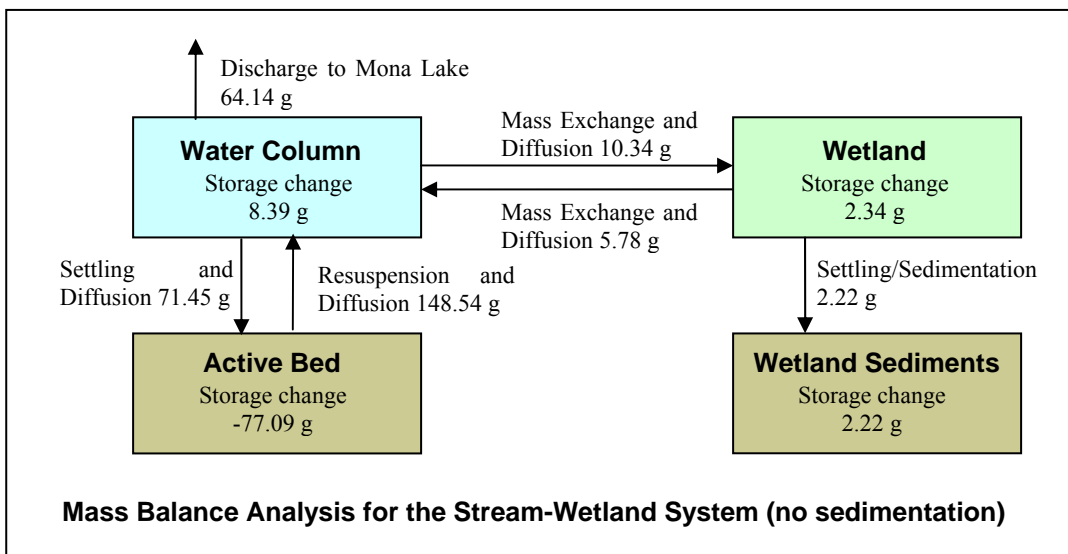 Discharge to Mona Lake
64.14 g
Water Column
Storage change
8.39 g
Mass Exchange and
Diffusion 10.34 g
Mass Exchange and
Diffusion 5.78 g
Wetland
Storage change
2.34 g
Settling and
Diffusion 71.45 g
Resuspension and
Diffusion 148.54 g
Settling/Sedimentation
2.22 g
Active Bed
Storage change
-77.09 g
Wetland Sediments
Storage change
2.22 g
Mass Balance Analysis for the Stream-Wetland System (no sedimentation)